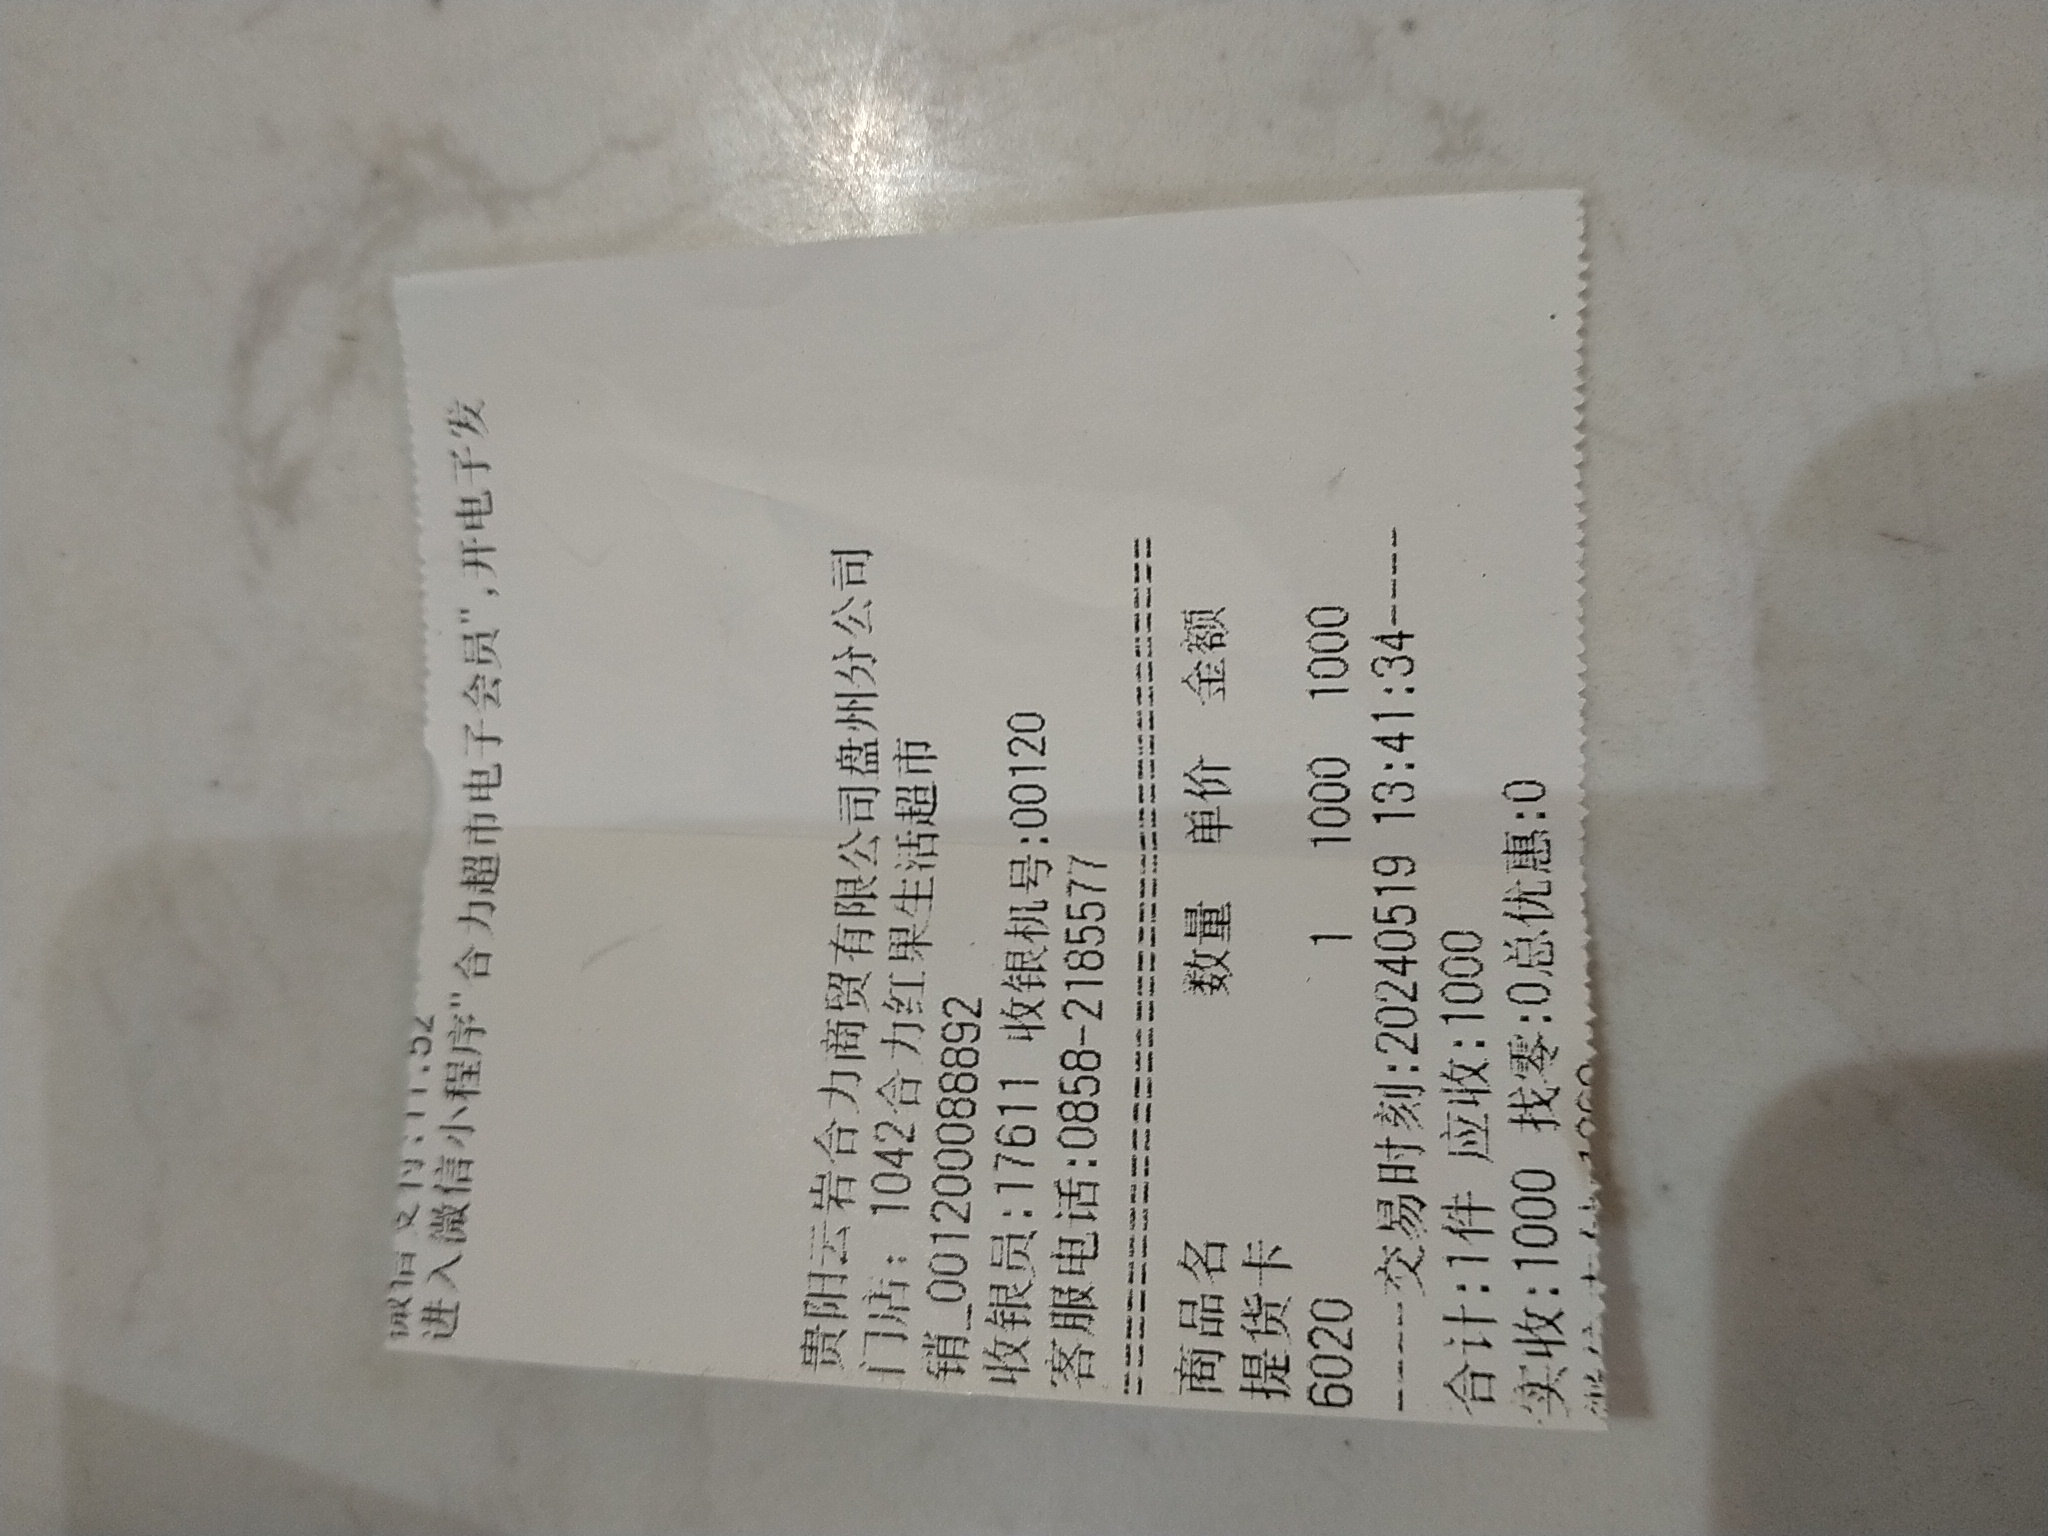 进入微信小程序"合力超市电子会员",开电子发
贵阳云岩合力商贸有限公司盘州分公司
门店: 1042合力红果生活超市
销_00120008​8892
收银员:17611 收银机号:00120
客服电话:0858-2185577
================================
商品名 数量 单价 金额
提货卡
6020 1 1000 1000
-----交易时刻:20240519 13:41:34-----
合计:1件 应收:1000
实收:1000 找零:0总优惠:0